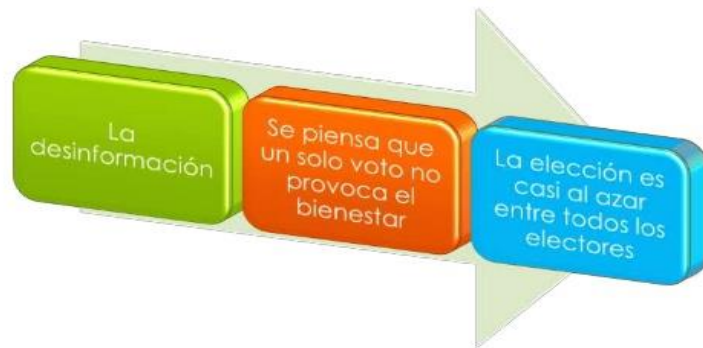 La
desinformación
Se piensa que
un solo voto no
provoca el
bienestar
La elección es
casi al azar
entre todos los
electores